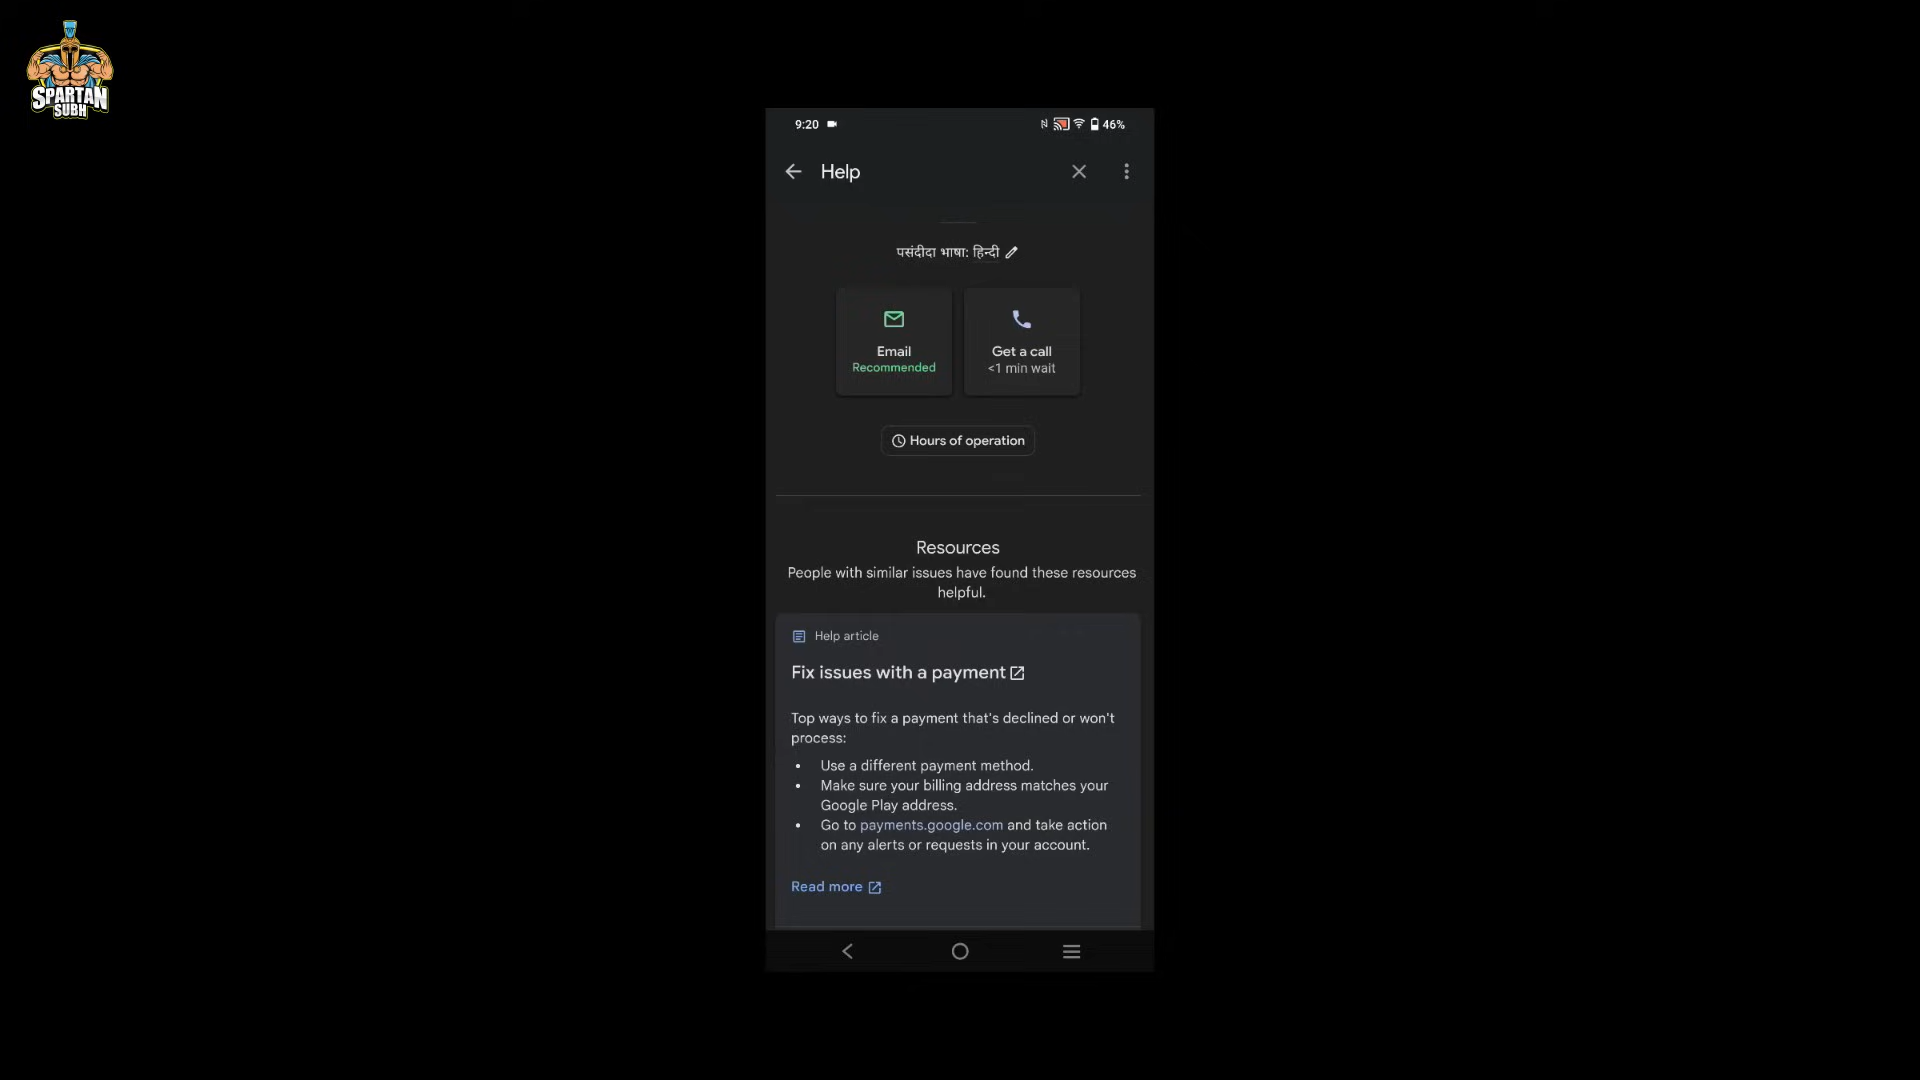 SPARTAN
SUBH
9:20
46%
Help
पसंदीदा भाषा: हिन्दी
Email
Recommended
Get a call
<1 min wait
Hours of operation
Resources
People with similar issues have found these resources
helpful.
Help article
Fix issues with a payment
Top ways to fix a payment that's declined or won't
process:
• Use a different payment method.
• Make sure your billing address matches your
Google Play address.
• Go to payments.google.com and take action
on any alerts or requests in your account.
Read more